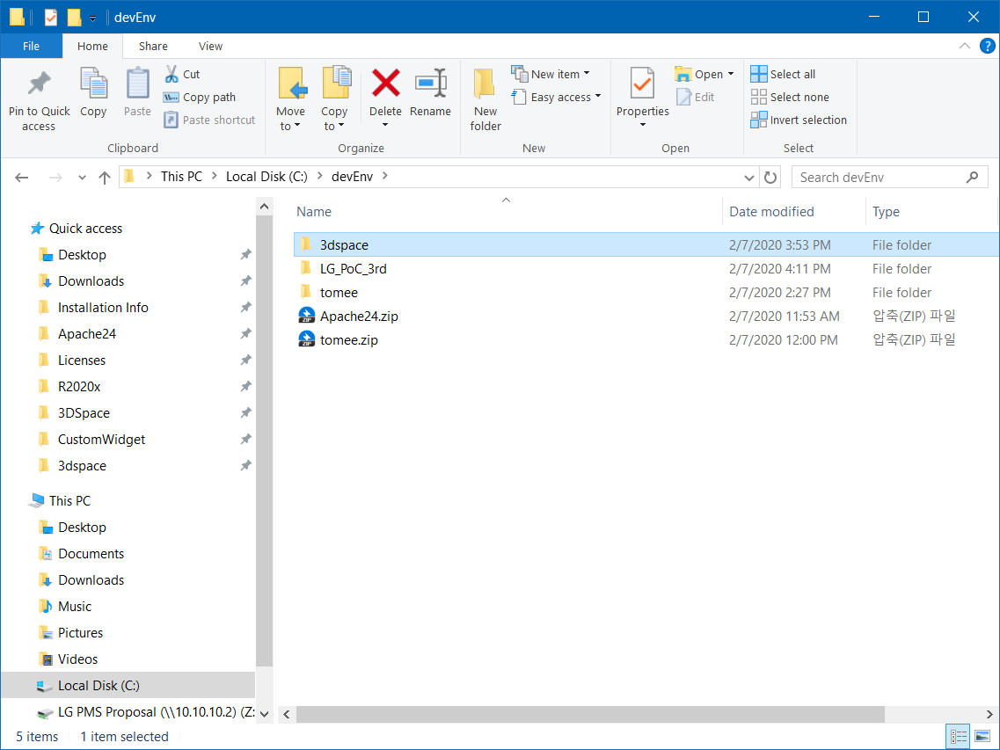 devEnv
File Home Share View
Pin to Quick access
Copy
Paste
Cut
Copy path
Paste shortcut
Clipboard
Move to
Copy to
Delete
Rename
Organize
New folder
New item
Easy access
New
Properties
Open
Edit
Open
Select all
Select none
Invert selection
Select
This PC > Local Disk (C:) > devEnv >
Search devEnv
Quick access
Desktop
Downloads
Installation Info
Apache24
Licenses
R2020x
3DSpace
CustomWidget
3dspace
This PC
Desktop
Documents
Downloads
Music
Pictures
Videos
Local Disk (C:)
LG PMS Proposal (\\10.10.10.2) (Z:
Name Date modified Type
3dspace 2/7/2020 3:53 PM File folder
LG_PoC_3rd 2/7/2020 4:11 PM File folder
tomee 2/7/2020 2:27 PM File folder
Apache24.zip 2/7/2020 11:53 AM 압축(ZIP) 파일
tomee.zip 2/7/2020 12:00 PM 압축(ZIP) 파일
5 items 1 item selected